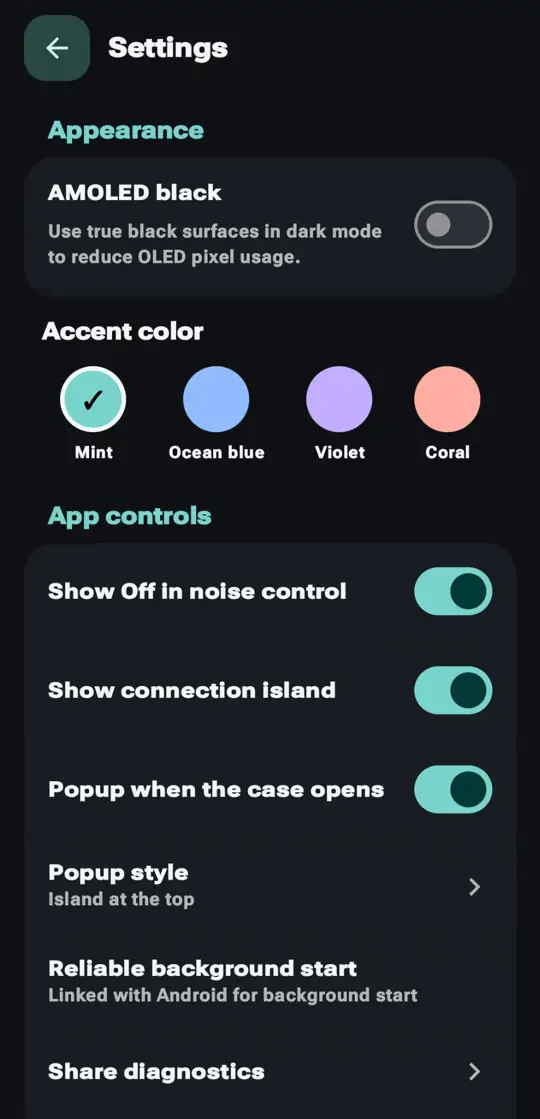 Settings
Appearance
AMOLED black
Use true black surfaces in dark mode
to reduce OLED pixel usage.
Accent color
Mint
Ocean blue
Violet
Coral
App controls
Show Off in noise control
Show connection island
Popup when the case opens
Popup style
Island at the top
Reliable background start
Linked with Android for background start
Share diagnostics